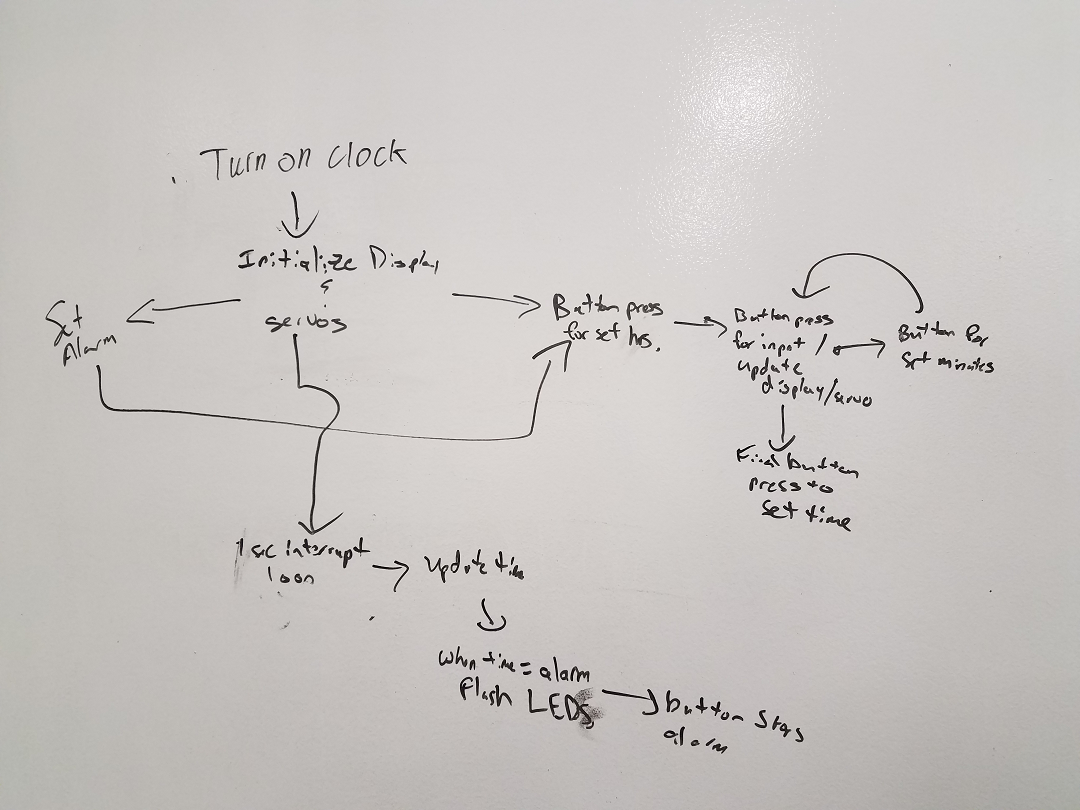 Turn on clock
Initialize Display
&
servos
Set
Alarm
Button press
for set hrs.
Button press
for input /
update
display/servo
Button for
set minutes
Final button
press to
set time
1 sec interrupt
loop
update time
when time = alarm
Flash LEDs
button stops
alarm